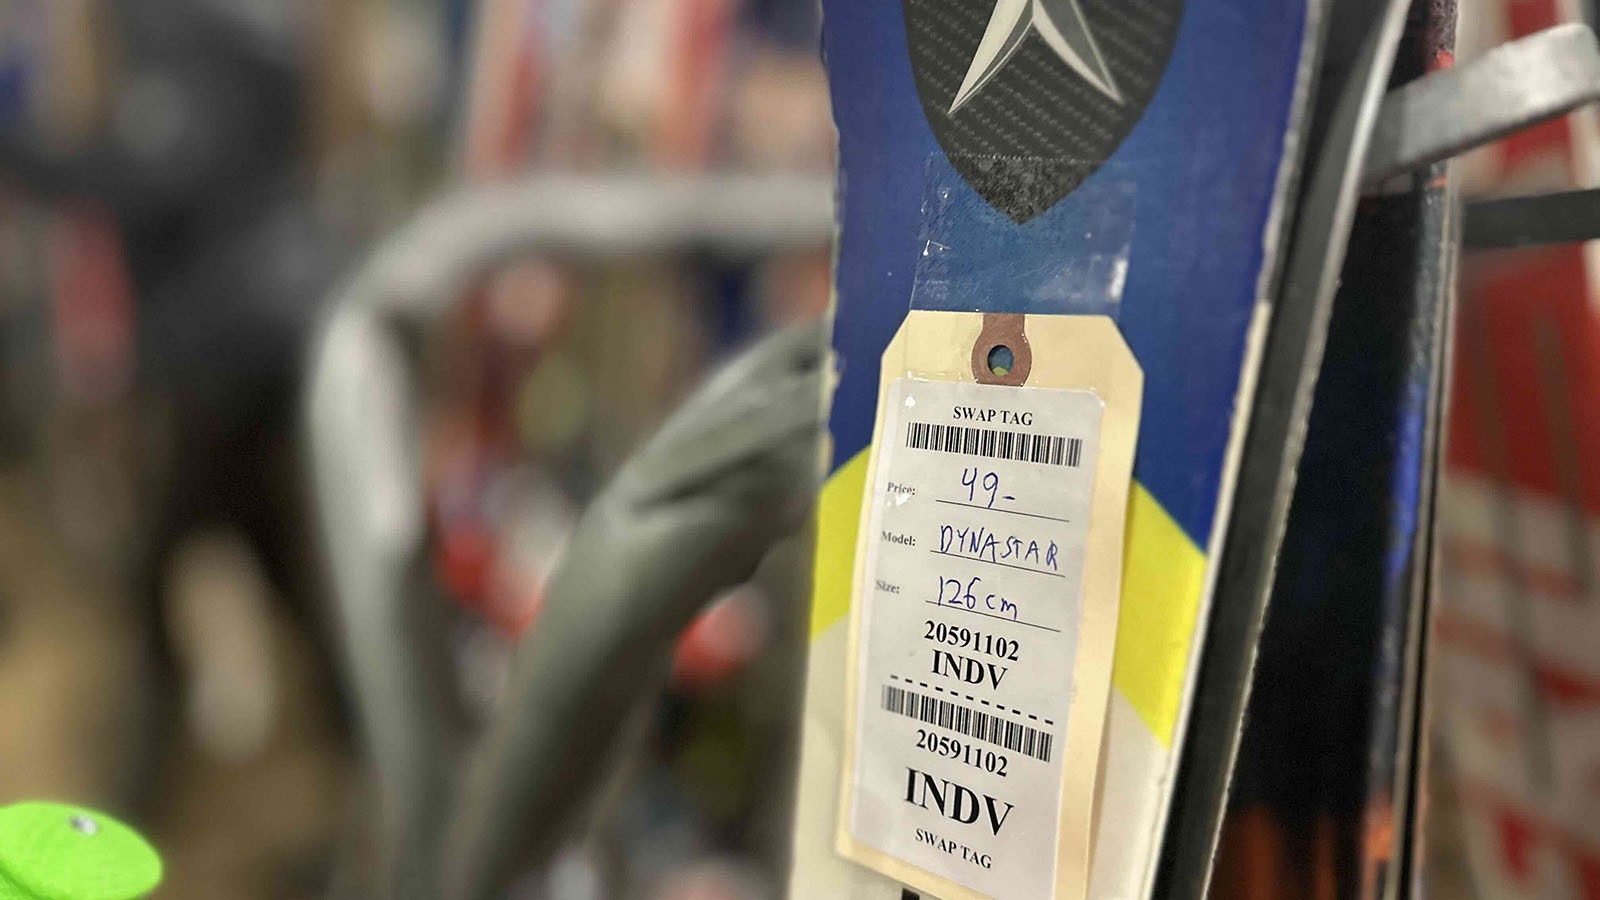 SWAP TAG
Price: 49-
Model: DYNASTAR
Size: 126cm
20591102
INDV
20591102
INDV
SWAP TAG